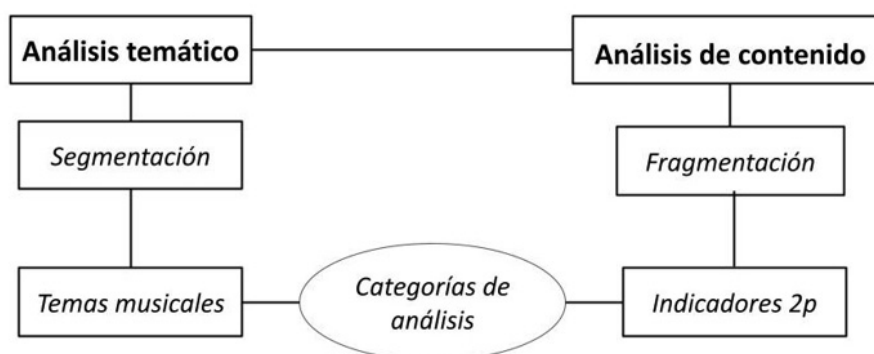 Análisis temático
Análisis de contenido
Segmentación
Fragmentación
Temas musicales
Categorías de
análisis
Indicadores 2p